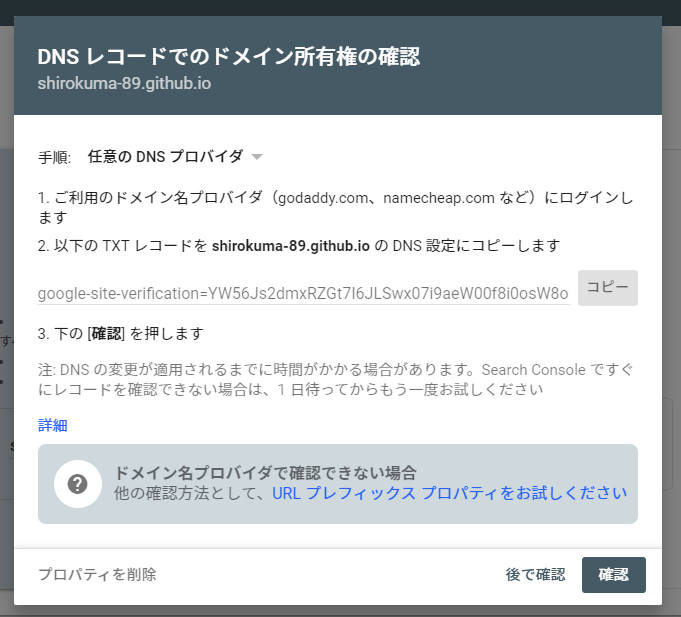 DNS レコードでのドメイン所有権の確認
shirokuma-89.github.io
手順: 任意の DNS プロバイダ
1. ご利用のドメイン名プロバイダ（godaddy.com、namecheap.com など）にログインし
ます
2. 以下の TXT レコードを shirokuma-89.github.io の DNS 設定にコピーします
google-site-verification=YW56Js2dmxRZGt7I6JLSwx07i9aeW00f8i0osW8o
コピー
3. 下の [確認] を押します
注: DNS の変更が適用されるまでに時間がかかる場合があります。Search Console ですぐ
にレコードを確認できない場合は、1 日待ってからもう一度お試しください
詳細
ドメイン名プロバイダで確認できない場合
他の確認方法として、URL プレフィックス プロパティをお試しください
プロパティを削除 後で確認 確認